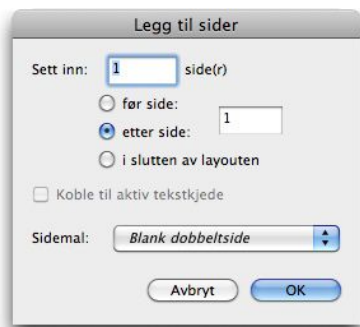 Legg til sider
Sett inn: 1 side(r)
før side:
etter side: 1
i slutten av layouten
Koble til aktiv tekstkjede
Sidemal: Blank dobbeltside
Avbryt OK